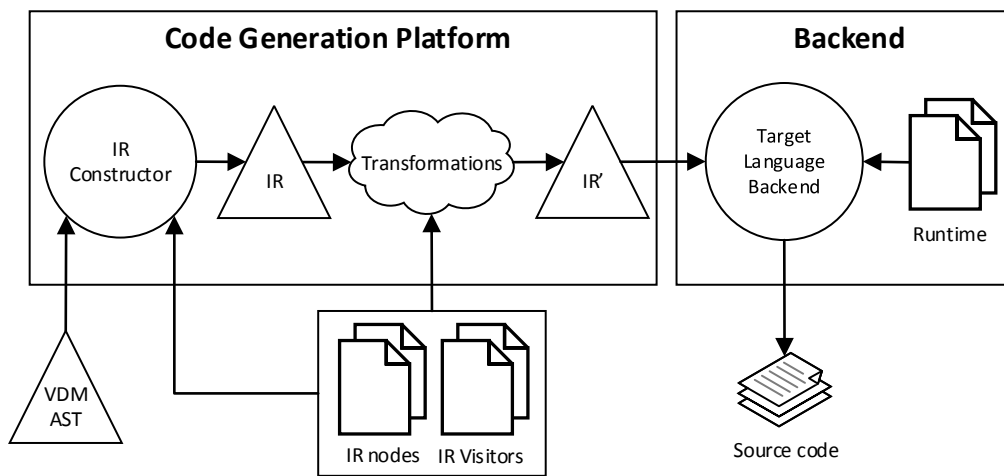 Code Generation Platform
Backend
IR
Constructor
IR
Transformations
IR’
Target
Language
Backend
Runtime
VDM
AST
IR nodes
IR Visitors
Source code